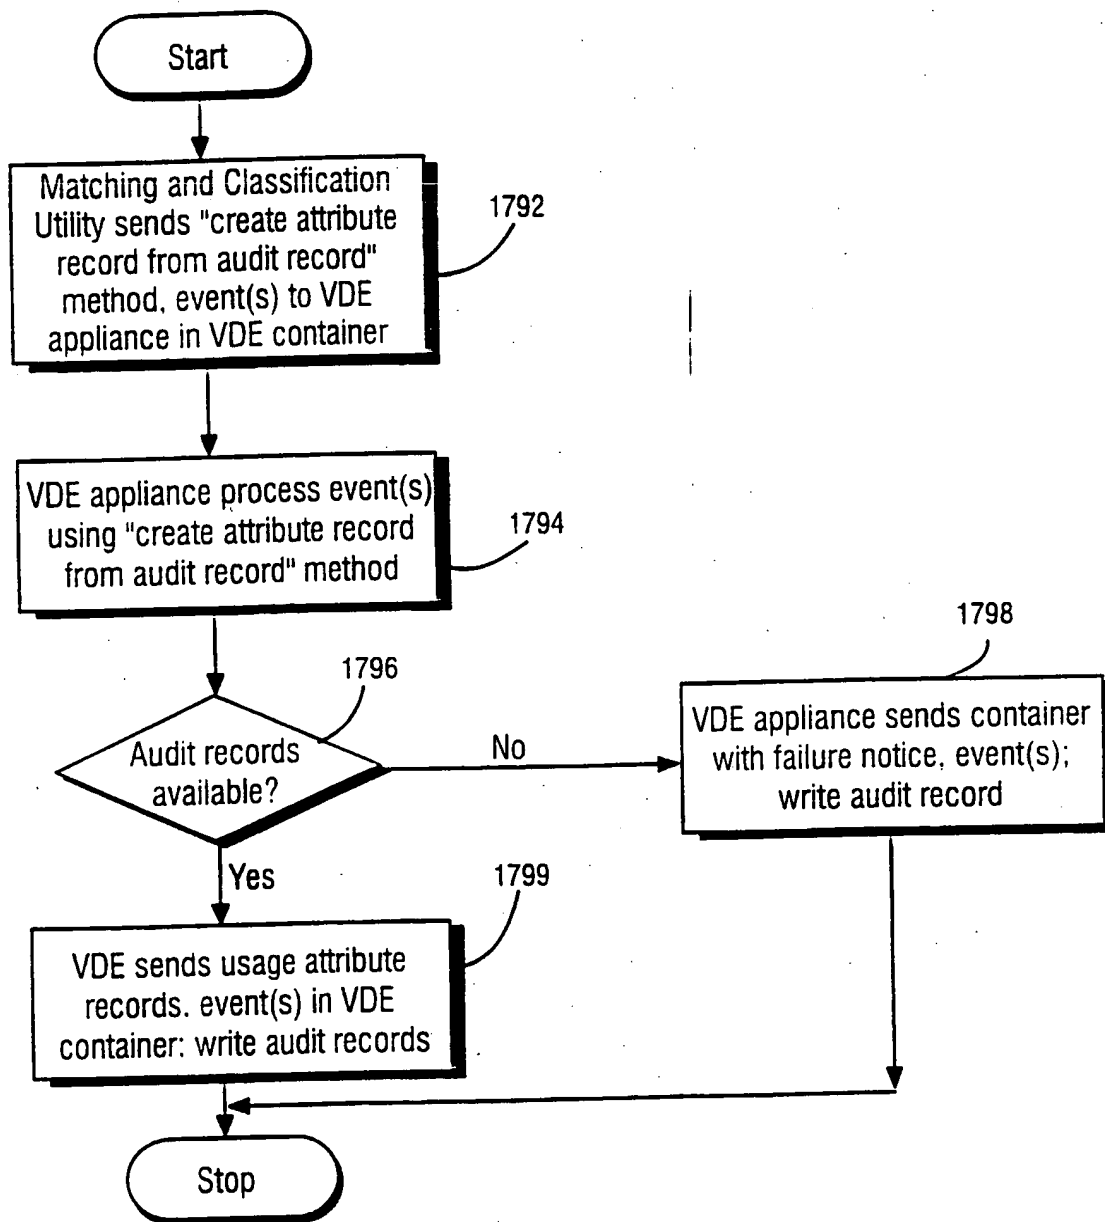 Start
Matching and Classification
Utility sends "create attribute
record from audit record"
method, event(s) to VDE
appliance in VDE container
1792
VDE appliance process event(s)
using "create attribute record
from audit record" method
1794
1796
Audit records
available?
No
1798
VDE appliance sends container
with failure notice, event(s);
write audit record
Yes
1799
VDE sends usage attribute
records. event(s) in VDE
container: write audit records
Stop